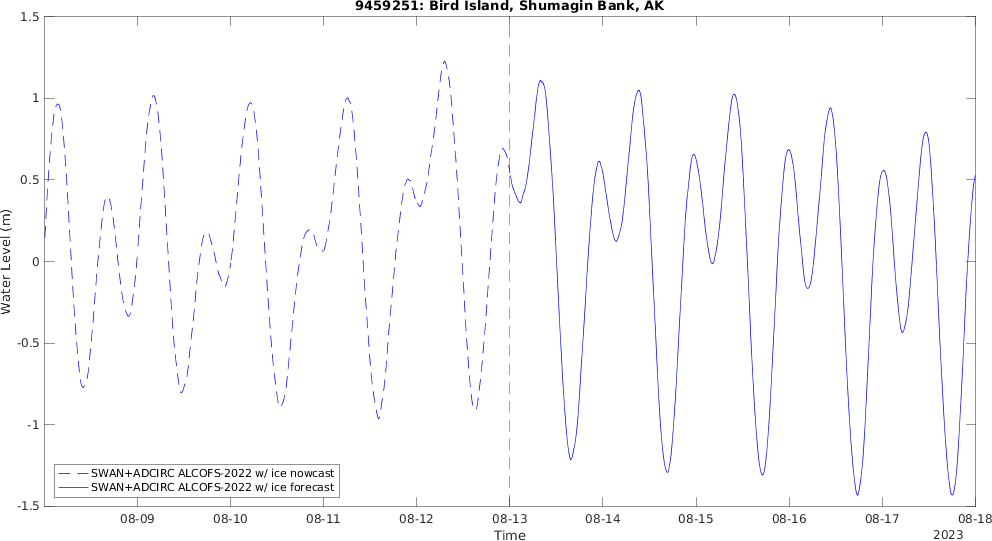 9459251: Bird Island, Shumagin Bank, AK
1.5
1
0.5
0
-0.5
-1
-1.5
Water Level (m)
SWAN+ADCIRC ALCOFS-2022 w/ ice nowcast
SWAN+ADCIRC ALCOFS-2022 w/ ice forecast
08-09 08-10 08-11 08-12 08-13 08-14 08-15 08-16 08-17 08-18
Time
2023